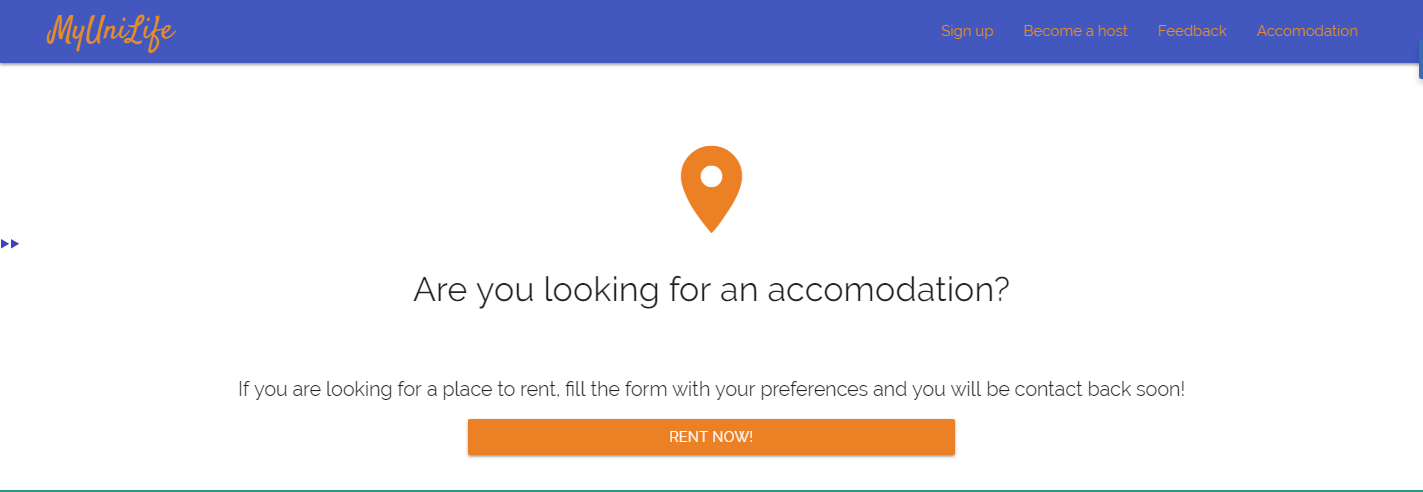 MyUniLife
Sign up Become a host Feedback Accomodation
Are you looking for an accomodation?
If you are looking for a place to rent, fill the form with your preferences and you will be contact back soon!
RENT NOW!